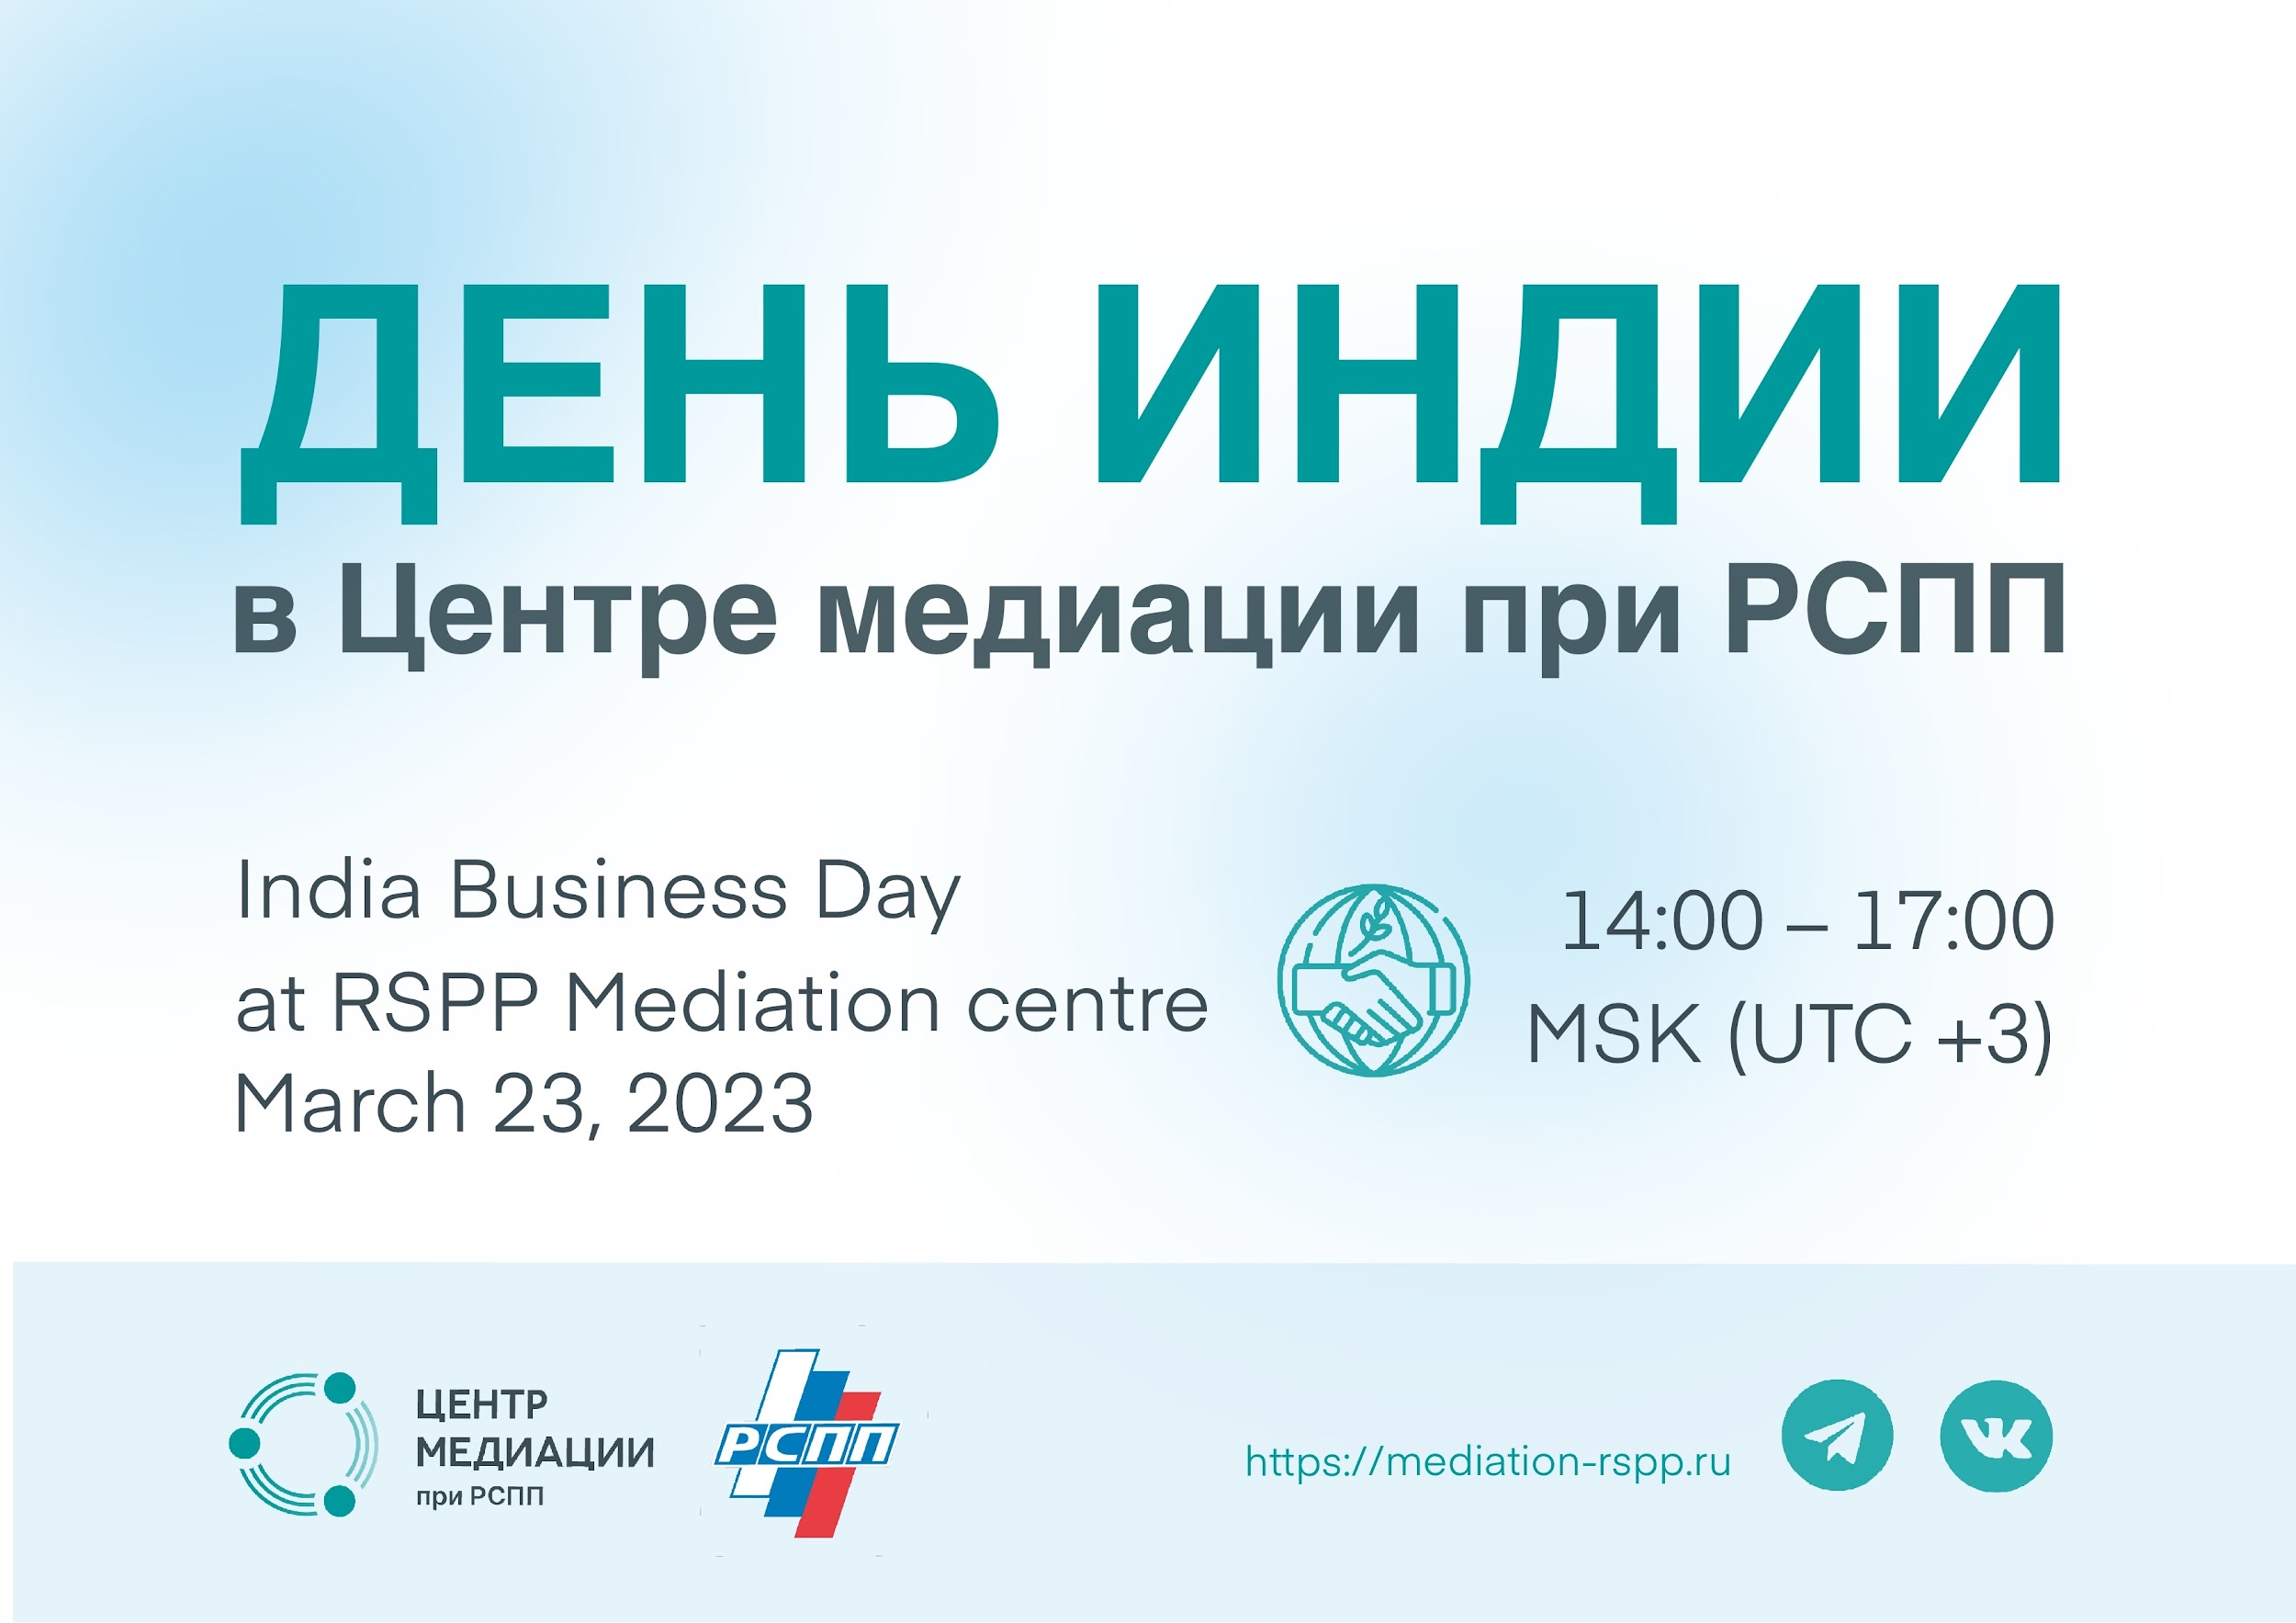 ДЕНЬ ИНДИИ
в Центре медиации при РСПП
India Business Day
at RSPP Mediation centre
March 23, 2023
14:00 – 17:00
MSK (UTC +3)
ЦЕНТР
МЕДИАЦИИ
при РСПП
РСПП
https://mediation-rspp.ru